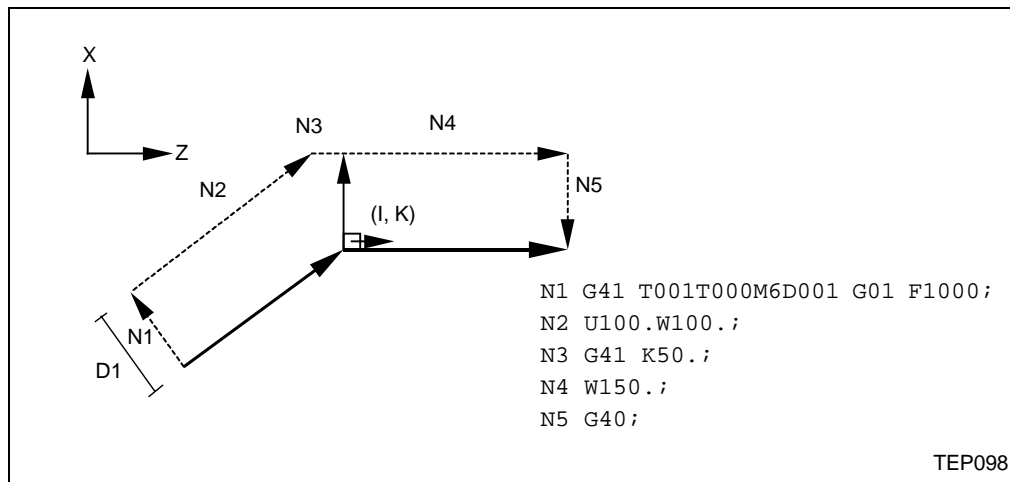 X
Z
N3
N4
N2
N5
(I, K)
N1
D1
N1 G41 T001T000M6D001 G01 F1000;
N2 U100.W100.;
N3 G41 K50.;
N4 W150.;
N5 G40;
TEP098